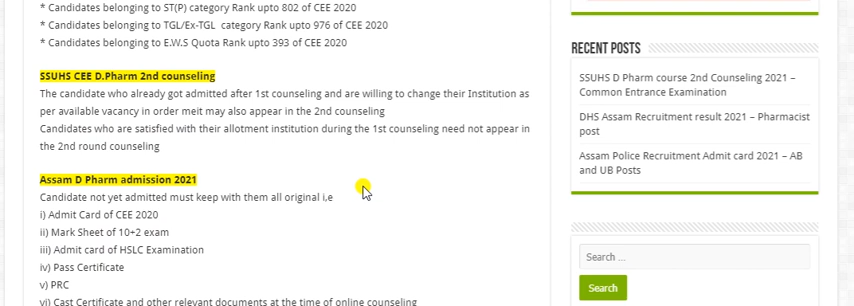 * Candidates belonging to ST(P) category Rank upto 802 of CEE 2020
* Candidates belonging to TGL/Ex-TGL category Rank upto 976 of CEE 2020
* Candidates belonging to E.W.S Quota Rank upto 393 of CEE 2020
SSUHS CEE D.Pharm 2nd counseling
The candidate who already got admitted after 1st counseling and are willing to change their Institution as
per available vacancy in order meit may also appear in the 2nd counseling
Candidates who are satisfied with their allotment institution during the 1st counseling need not appear in
the 2nd round counseling
Assam D Pharm admission 2021
Candidate not yet admitted must keep with them all original i,e
i) Admit Card of CEE 2020
ii) Mark Sheet of 10+2 exam
iii) Admit card of HSLC Examination
iv) Pass Certificate
v) PRC
vi) Cast Certificate and other relevant documents at the time of online counseling
RECENT POSTS
SSUHS D Pharm course 2nd Counseling 2021 –
Common Entrance Examination
DHS Assam Recruitment result 2021 – Pharmacist
post
Assam Police Recruitment Admit card 2021 – AB
and UB Posts
Search ...
Search